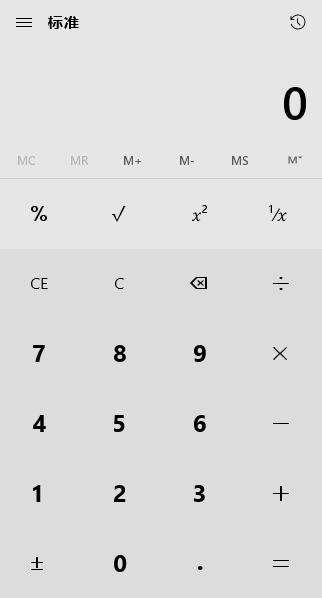 标准
0
MC MR M+ M- MS M˅
% √ x² ¹/x
CE C ÷
7 8 9 ×
4 5 6 −
1 2 3 +
± 0 . =